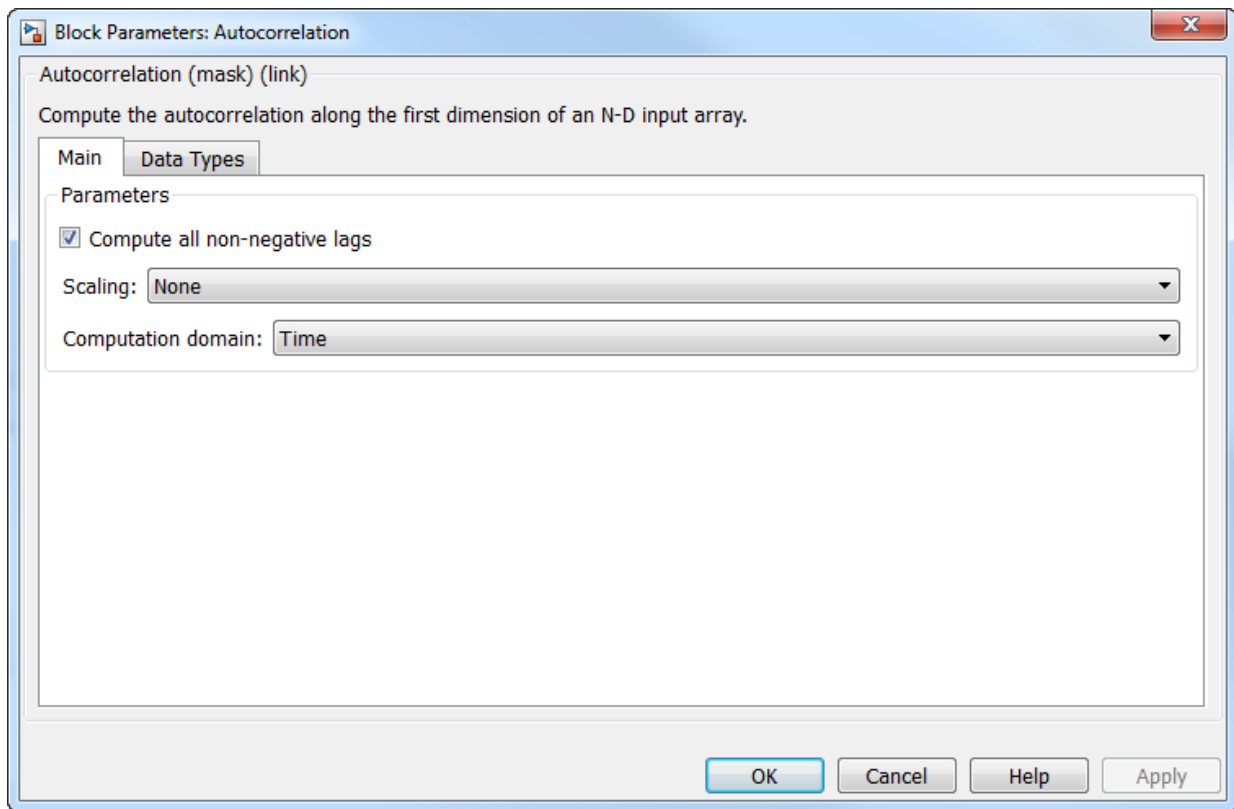 Block Parameters: Autocorrelation
Autocorrelation (mask) (link)
Compute the autocorrelation along the first dimension of an N-D input array.
Main Data Types
Parameters
Compute all non-negative lags
Scaling: None
Computation domain: Time
OK Cancel Help Apply